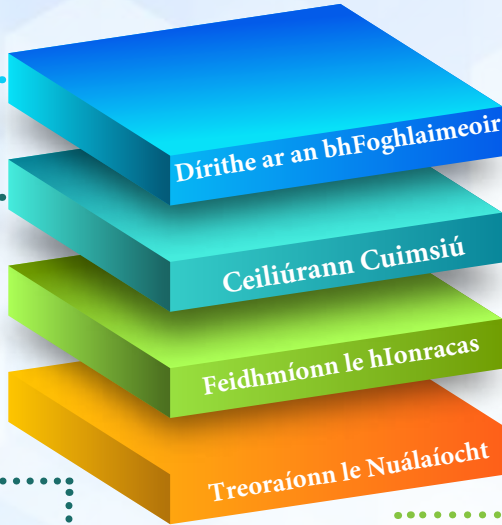 Dírithe ar an bhFoghlaimeoir
Ceiliúrann Cuimsiú
Feidhmíonn le hIonracas
Treoraíonn le Nuálaíocht